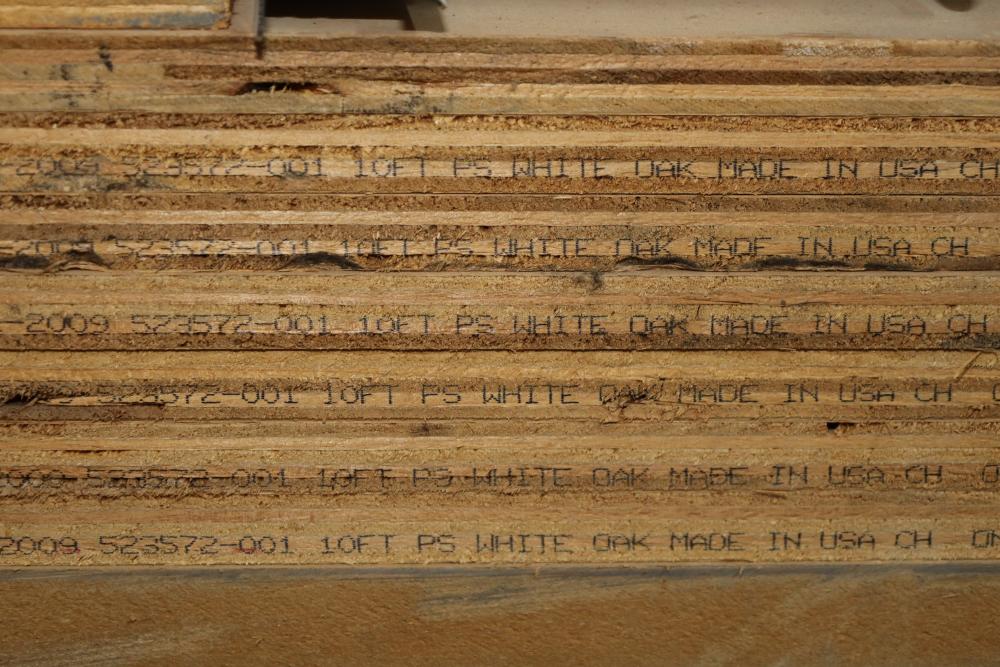 -2009 523572-001 10FT PS WHITE OAK MADE IN USA CH
2009 523572-001 10FT PS WHITE OAK MADE IN USA CH
-2009 523572-001 10FT PS WHITE OAK MADE IN USA CH
523572-001 10FT PS WHITE OAK MADE IN USA CH
2009 523572-001 10FT PS WHITE OAK MADE IN USA CH
2009 523572-001 10FT PS WHITE OAK MADE IN USA CH